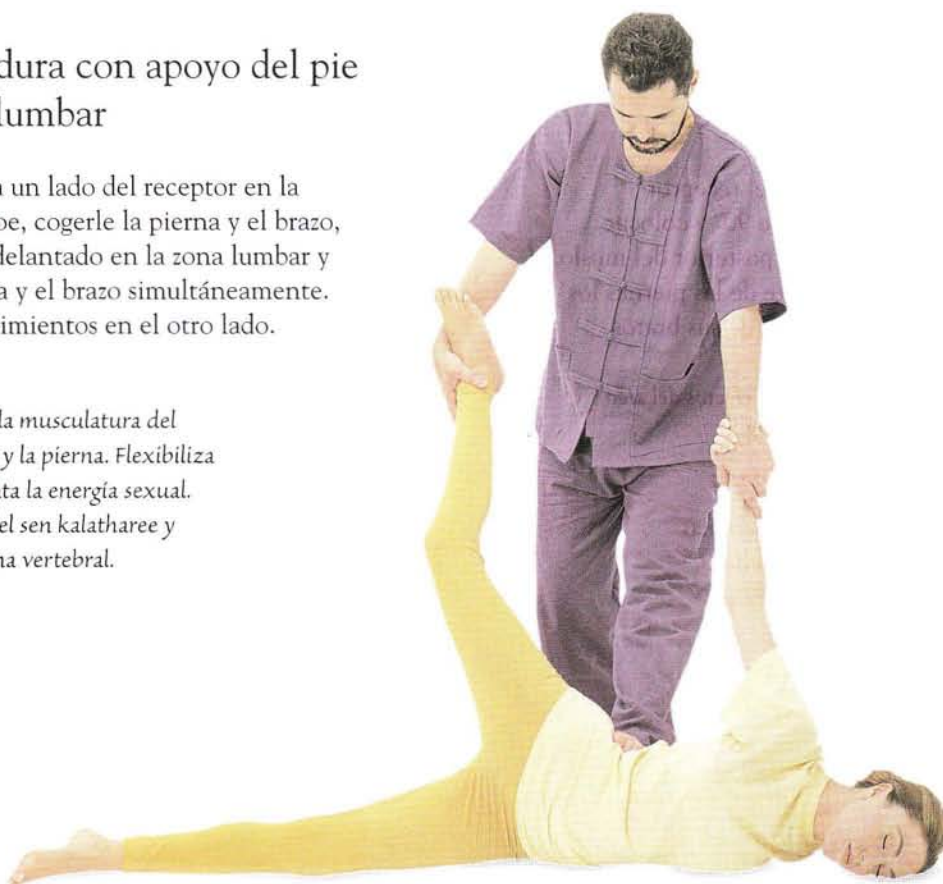 dura con apoyo del pie
lumbar
a un lado del receptor en la
be, cogerle la pierna y el brazo,
delantado en la zona lumbar y
a y el brazo simultáneamente.
imientos en el otro lado.
la musculatura del
y la pierna. Flexibiliza
ta la energía sexual.
el sen kalatharee y
na vertebral.